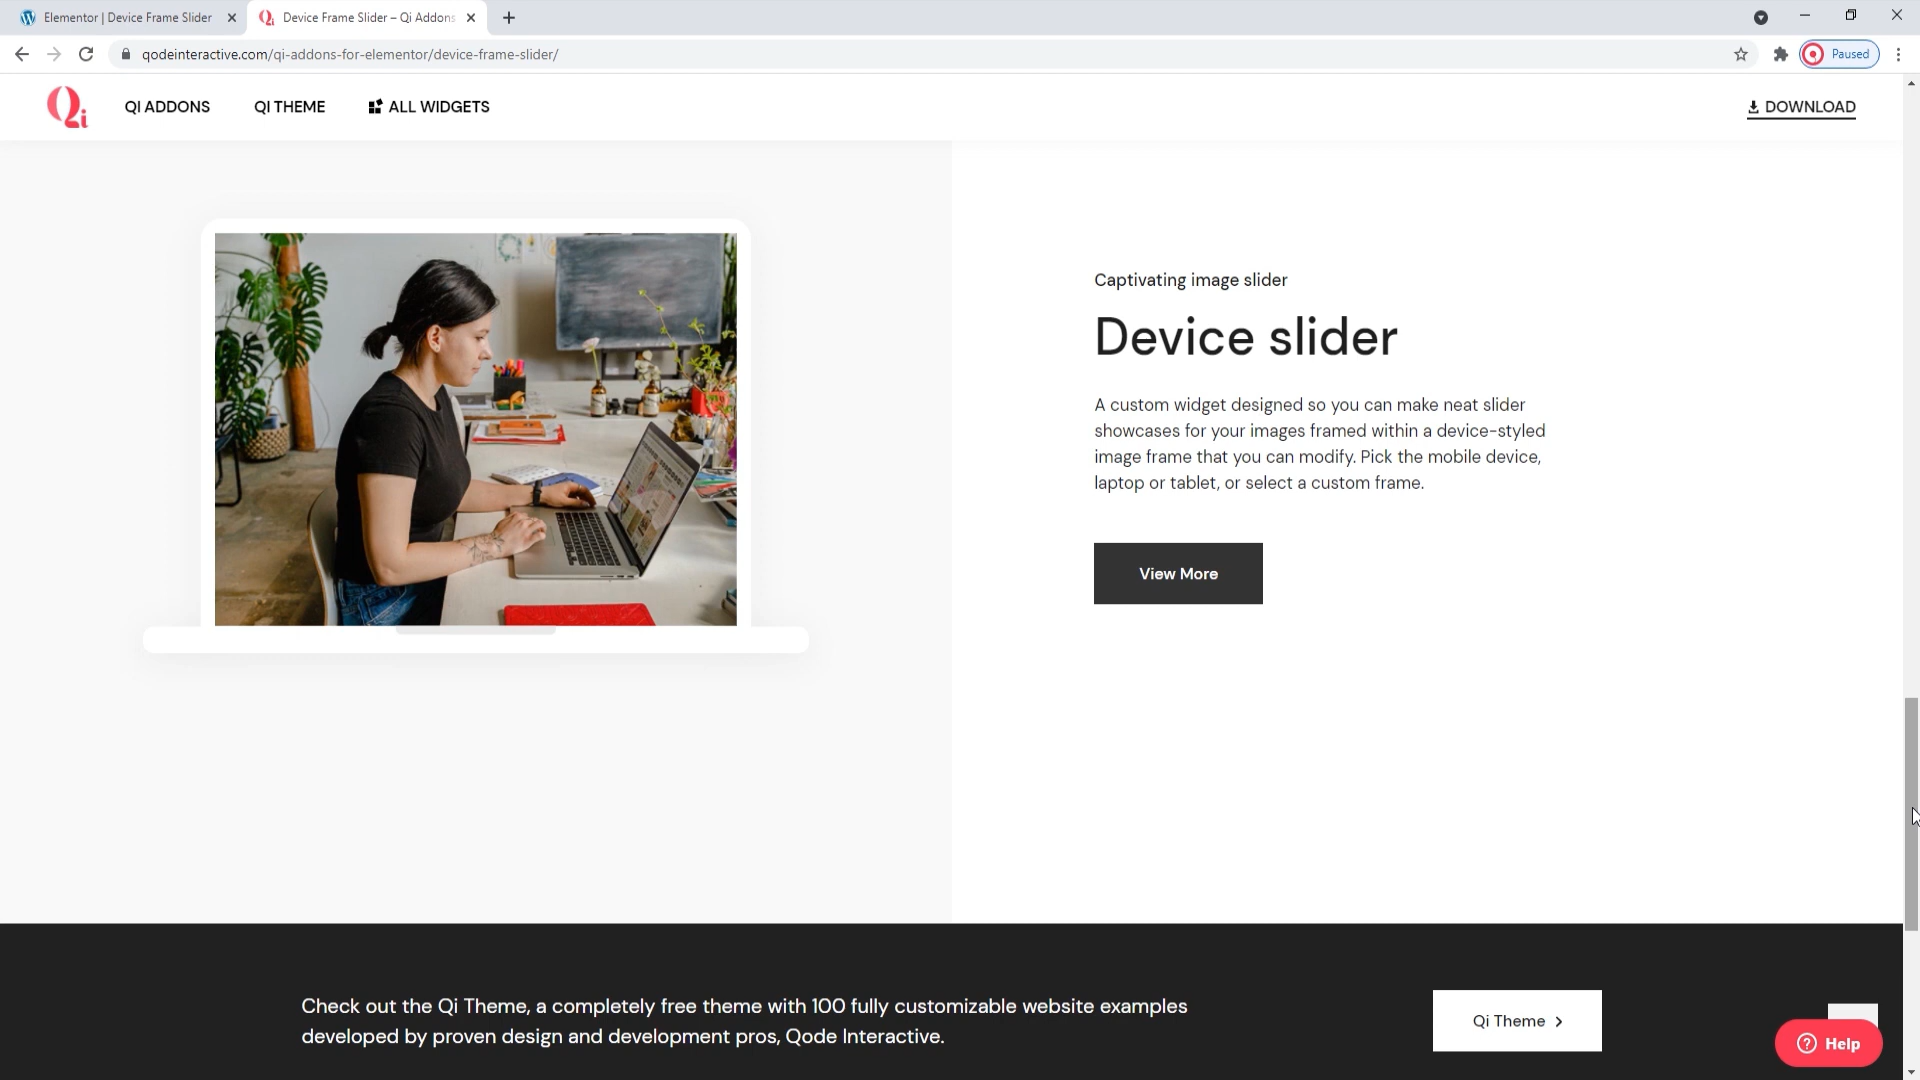 Elementor | Device Frame Slider
Device Frame Slider – Qi Addons
qodeinteractive.com/qi-addons-for-elementor/device-frame-slider/
Paused
Qi
QI ADDONS
QI THEME
ALL WIDGETS
DOWNLOAD
Captivating image slider
Device slider
A custom widget designed so you can make neat slider
showcases for your images framed within a device-styled
image frame that you can modify. Pick the mobile device,
laptop or tablet, or select a custom frame.
View More
Check out the Qi Theme, a completely free theme with 100 fully customizable website examples
developed by proven design and development pros, Qode Interactive.
Qi Theme
Help